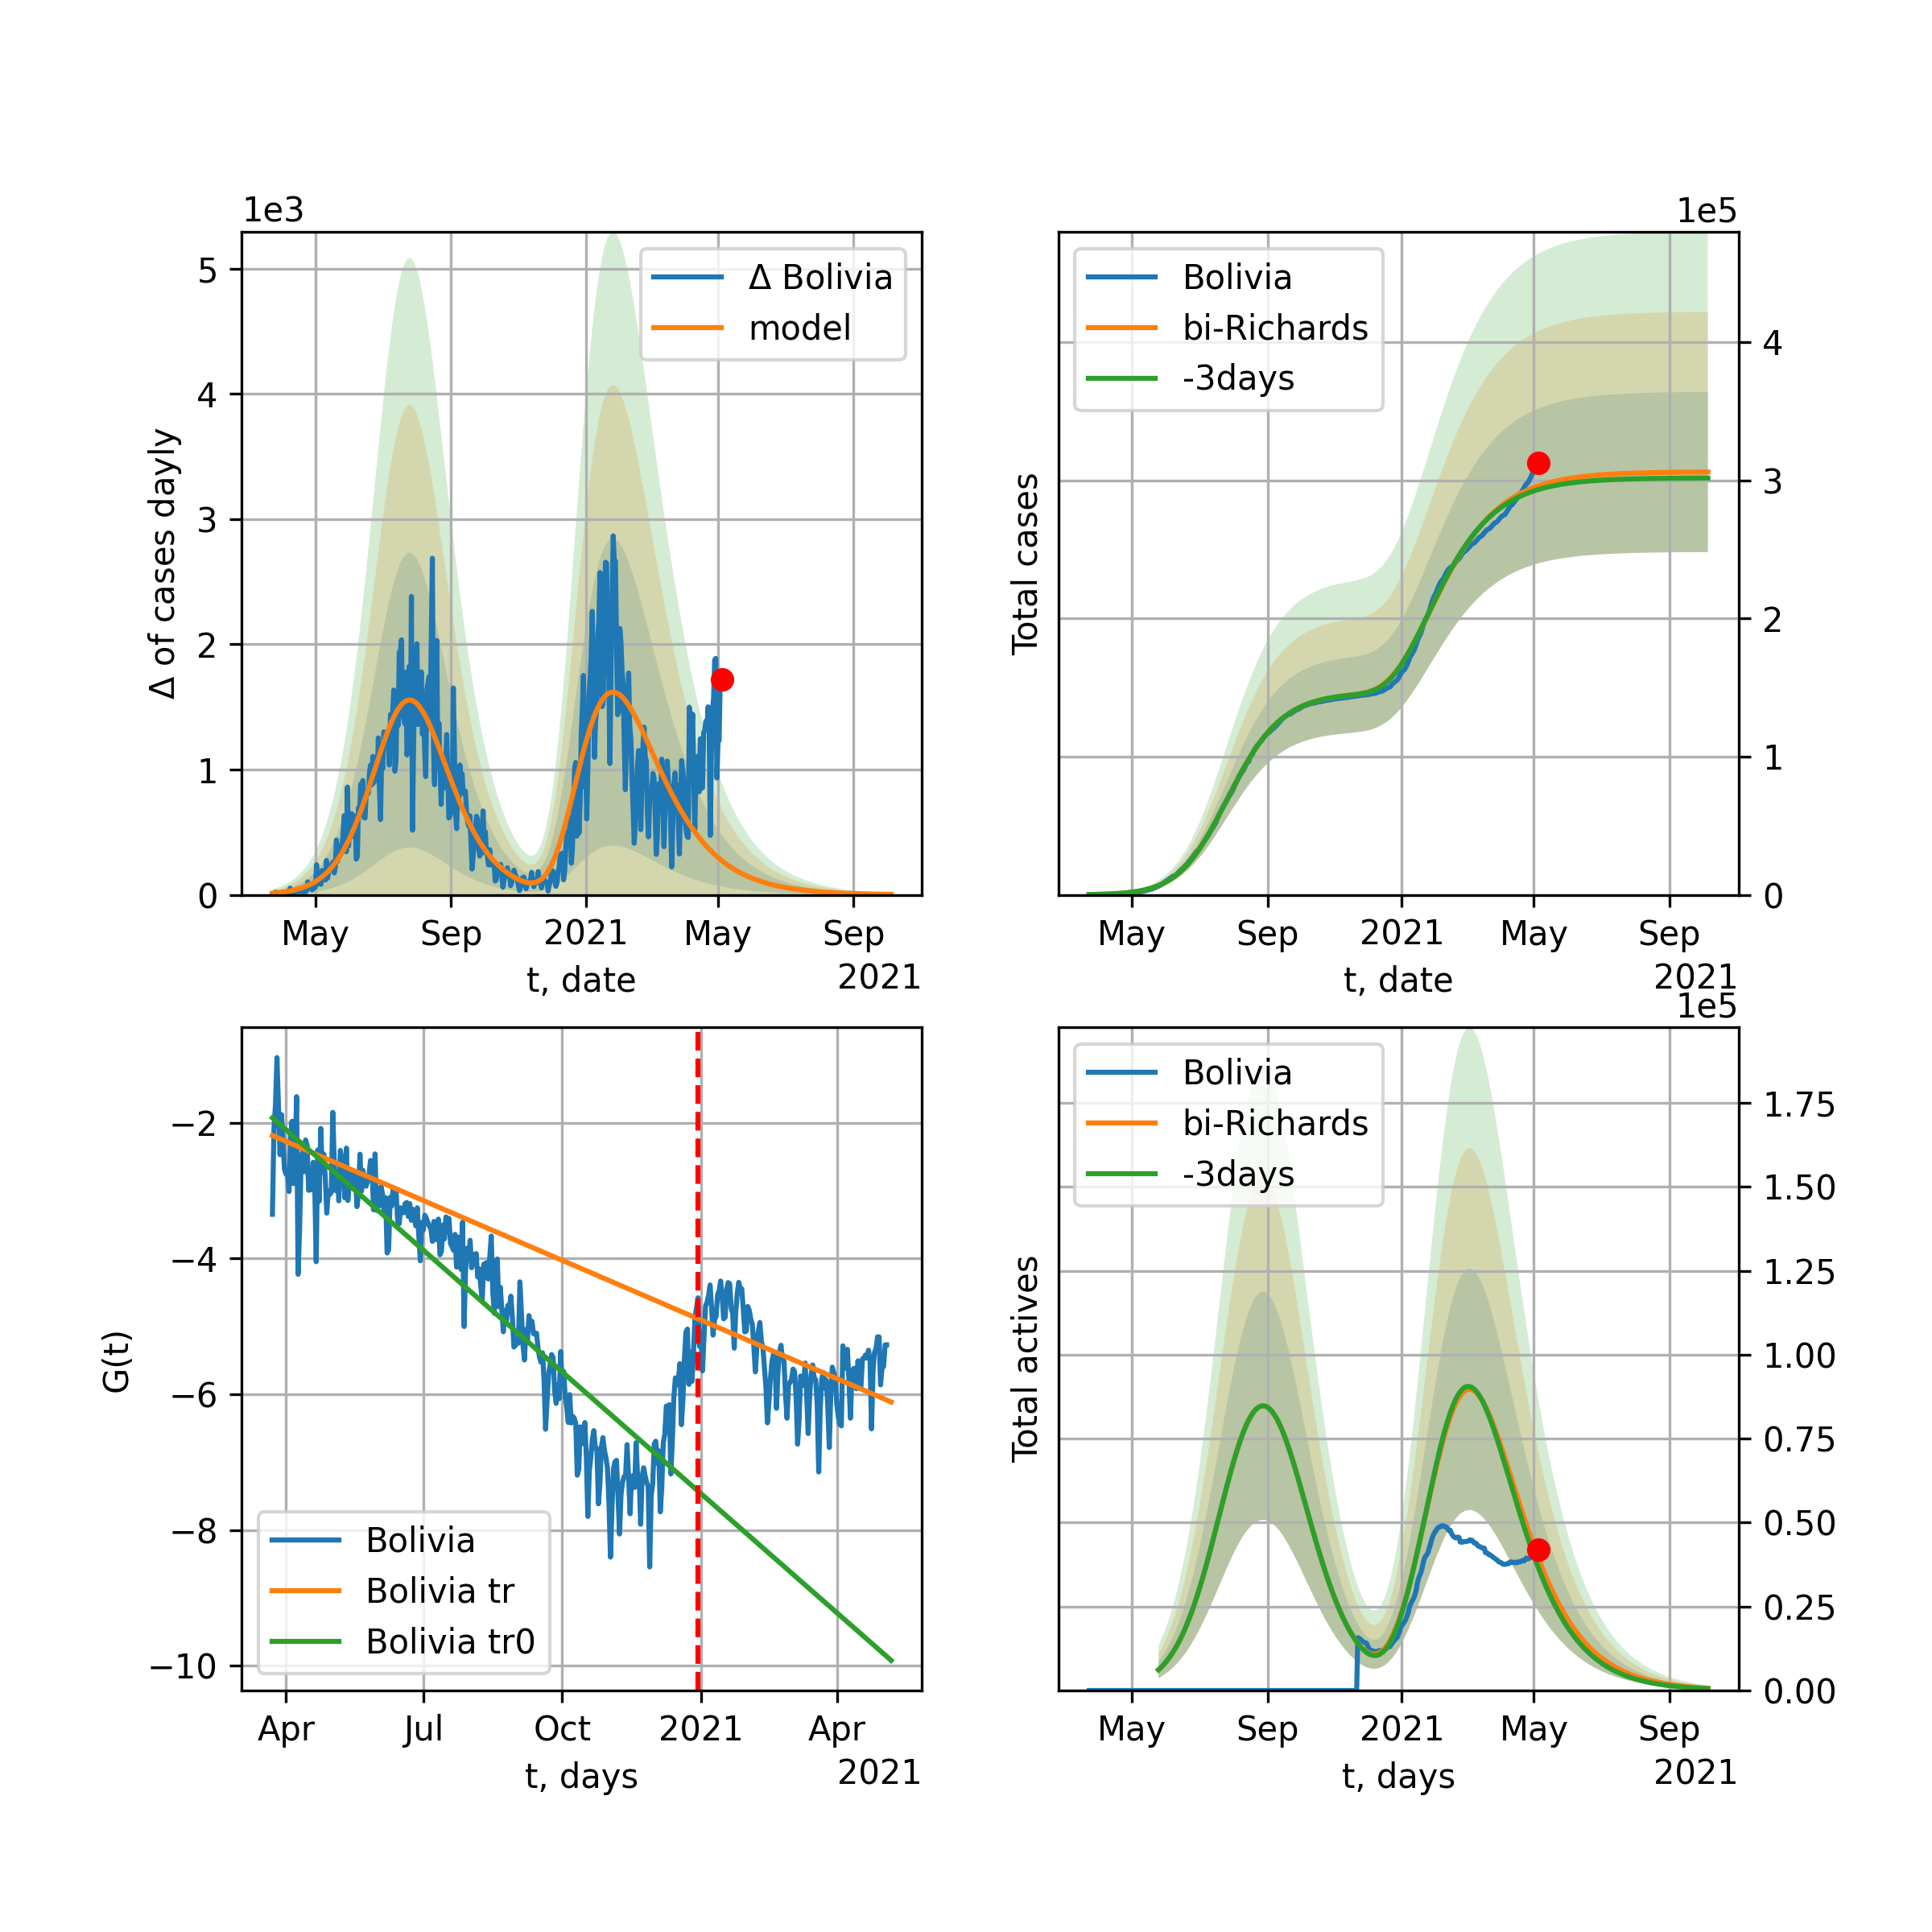 1e3
5
4
3
2
1
0
Δ of cases dayly
Δ Bolivia
model
May
Sep
2021
May
Sep
t, date
2021
1e5
Bolivia
bi-Richards
-3days
Total cases
4
3
2
1
0
May
Sep
2021
May
Sep
t, date
2021
−2
−4
−6
−8
−10
G(t)
Bolivia
Bolivia tr
Bolivia tr0
Apr
Jul
Oct
2021
Apr
t, days
2021
1e5
Bolivia
bi-Richards
-3days
Total actives
1.75
1.50
1.25
1.00
0.75
0.50
0.25
0.00
May
Sep
2021
May
Sep
t, days
2021